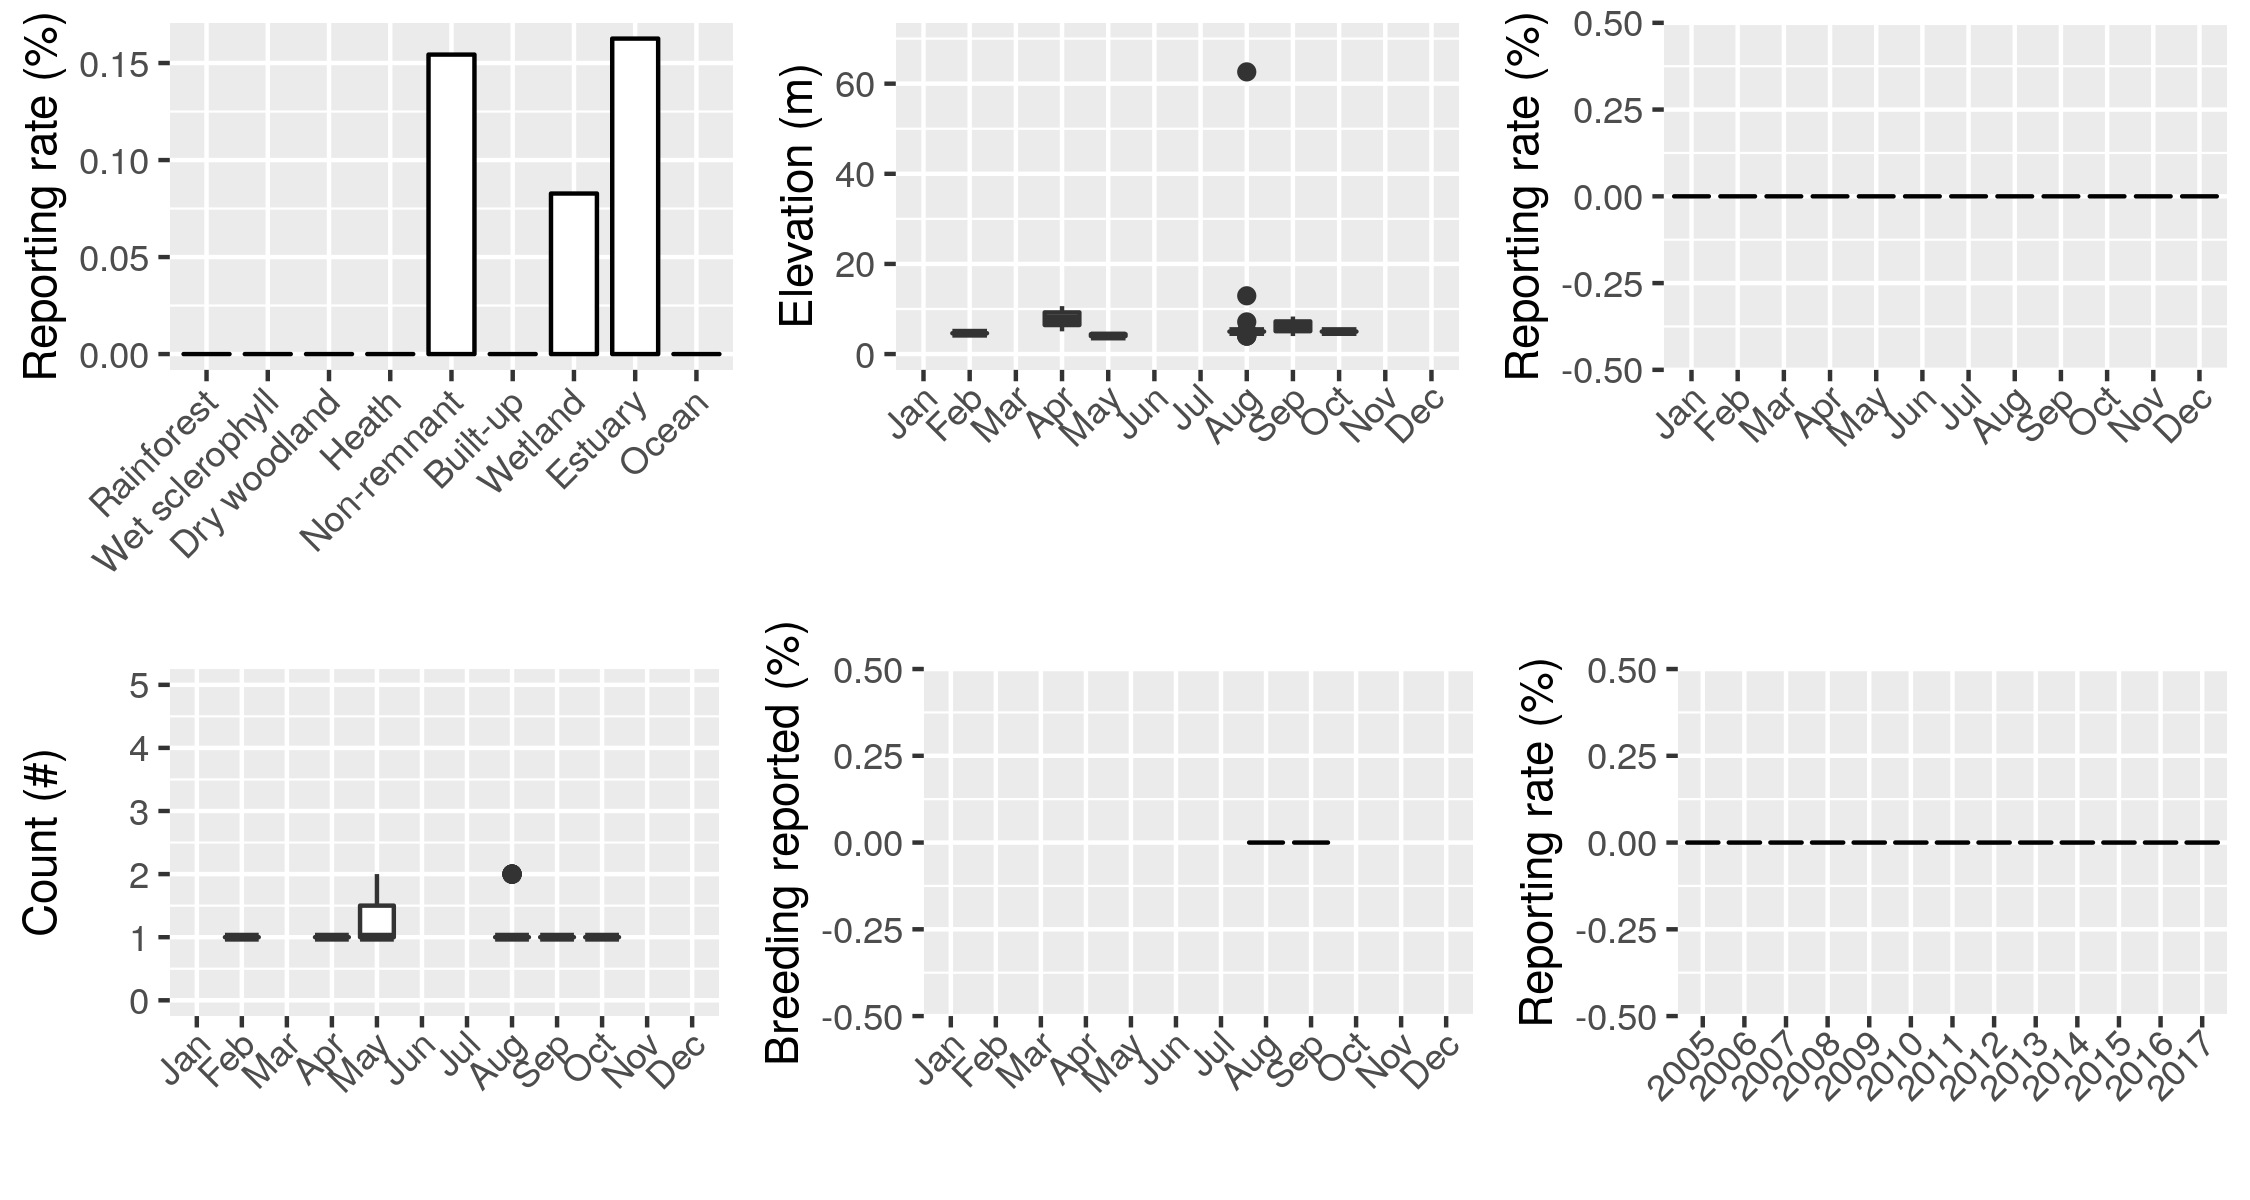 Reporting rate (%)
0.15
0.10
0.05
0.00
Rainforest
Wet sclerophyll
Dry woodland
Heath
Non-remnant
Built-up
Wetland
Estuary
Ocean
Elevation (m)
60
40
20
0
Jan
Feb
Mar
Apr
May
Jun
Jul
Aug
Sep
Oct
Nov
Dec
Reporting rate (%)
0.50
0.25
0.00
-0.25
-0.50
Jan
Feb
Mar
Apr
May
Jun
Jul
Aug
Sep
Oct
Nov
Dec
Count (#)
5
4
3
2
1
0
Jan
Feb
Mar
Apr
May
Jun
Jul
Aug
Sep
Oct
Nov
Dec
Breeding reported (%)
0.50
0.25
0.00
-0.25
-0.50
Jan
Feb
Mar
Apr
May
Jun
Jul
Aug
Sep
Oct
Nov
Dec
Reporting rate (%)
0.50
0.25
0.00
-0.25
-0.50
2005
2006
2007
2008
2009
2010
2011
2012
2013
2014
2015
2016
2017